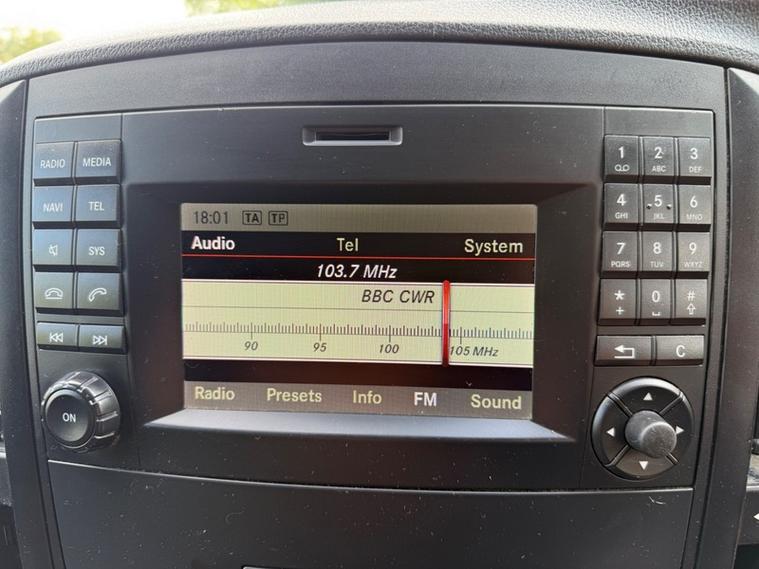 RADIO MEDIA
NAVI TEL
SYS
ON
18:01 TA TP
Audio Tel System
103.7 MHz
BBC CWR
90 95 100 105 MHz
Radio Presets Info FM Sound
1 2 ABC 3 DEF
4 GHI 5 JKL 6 MNO
7 PQRS 8 TUV 9 WXYZ
* + 0 #
C